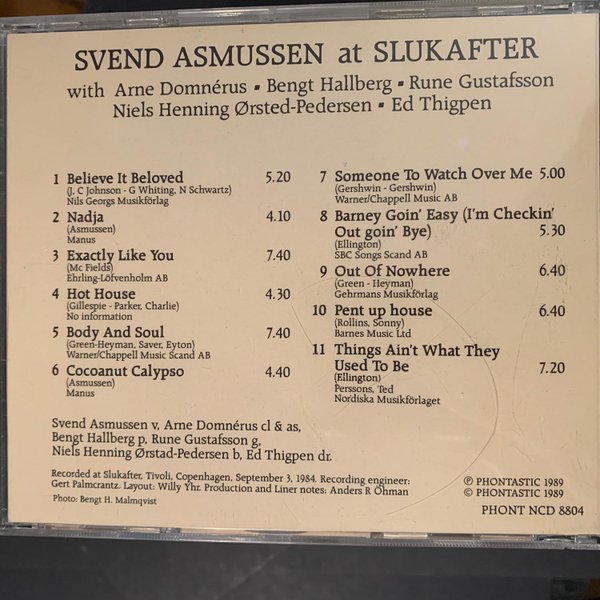 SVEND ASMUSSEN at SLUKAFTER
with Arne Domnérus ▪ Bengt Hallberg ▪ Rune Gustafsson
Niels Henning Ørsted-Pedersen ▪ Ed Thigpen
1 Believe It Beloved 5.20
(J. C Johnson - G Whiting, N Schwartz)
Nils Georgs Musikförlag
2 Nadja 4.10
(Asmussen)
Manus
3 Exactly Like You 7.40
(Mc Fields)
Ehrling-Löfvenholm AB
4 Hot House 4.30
(Gillespie - Parker, Charlie)
No information
5 Body And Soul 7.40
(Green-Heyman, Saver, Eyton)
Warner/Chappell Music Scand AB
6 Cocoanut Calypso 4.40
(Asmussen)
Manus
7 Someone To Watch Over Me 5.00
(Gershwin - Gershwin)
Warner/Chappell Music AB
8 Barney Goin' Easy (I'm Checkin'
Out goin' Bye) 5.30
(Ellington)
SBC Songs Scand AB
9 Out Of Nowhere 6.40
(Green - Heyman)
Gehrmans Musikförlag
10 Pent up house 6.40
(Rollins, Sonny)
Barnes Music Ltd
11 Things Ain't What They
Used To Be 7.20
(Ellington)
Perssons, Ted
Nordiska Musikförlaget
Svend Asmussen v, Arne Domnérus cl & as,
Bengt Hallberg p. Rune Gustafsson g,
Niels Henning Ørstad-Pedersen b, Ed Thigpen dr.
Recorded at Slukafter, Tivoli, Copenhagen, September 3, 1984. Recording engineer:
Gert Palmcrantz. Layout: Willy Yhr. Production and Liner notes: Anders R Öhman
Photo: Bengt H. Malmqvist
℗ PHONTASTIC 1989
© PHONTASTIC 1989
PHONT NCD 8804